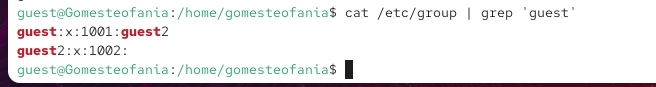 guest@Gomesteofania:/home/gomesteofania$ cat /etc/group | grep 'guest'
guest:x:1001:guest2
guest2:x:1002:
guest@Gomesteofania:/home/gomesteofania$